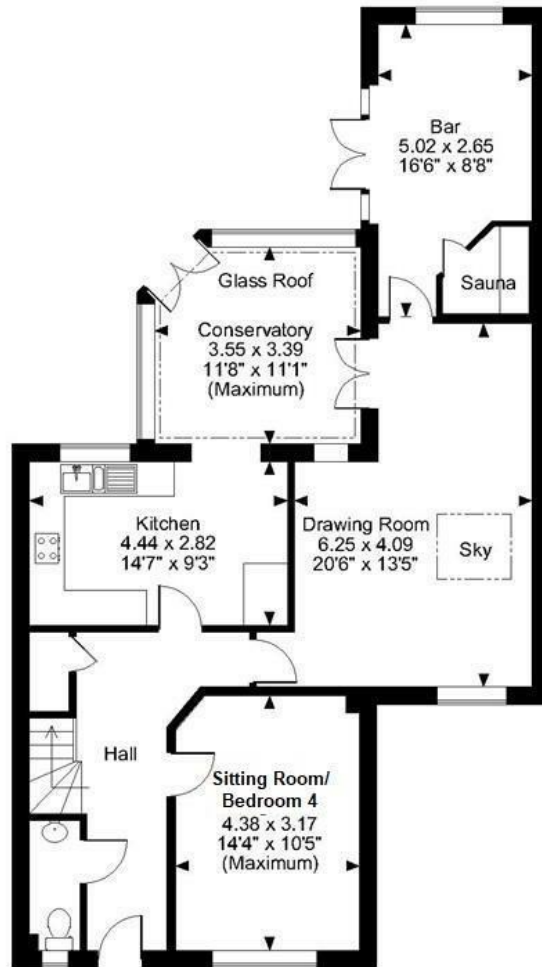 Bar
5.02 x 2.65
16'6" x 8'8"
Sauna
Glass Roof
Conservatory
3.55 x 3.39
11'8" x 11'1"
(Maximum)
Kitchen
4.44 x 2.82
14'7" x 9'3"
Drawing Room
6.25 x 4.09
20'6" x 13'5"
Sky
Hall
Sitting Room/
Bedroom 4
4.38 x 3.17
14'4" x 10'5"
(Maximum)